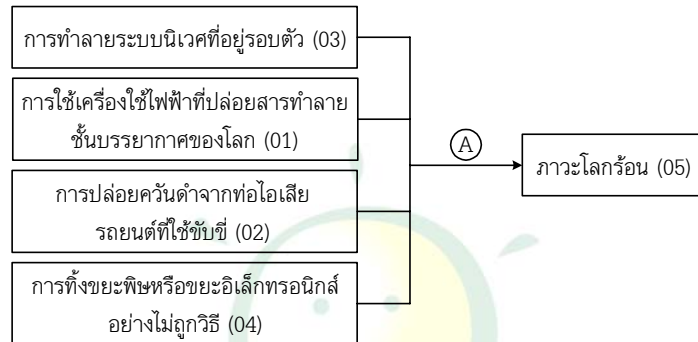 การทำลายระบบนิเวศที่อยู่รอบตัว (03)
การใช้เครื่องใช้ไฟฟ้าที่ปล่อยสารทำลาย
ชั้นบรรยากาศของโลก (01)
A
ภาวะโลกร้อน (05)
การปล่อยควันดำจากท่อไอเสีย
รถยนต์ที่ใช้ขับขี่ (02)
การทิ้งขยะพิษหรือขยะอิเล็กทรอนิกส์
อย่างไม่ถูกวิธี (04)